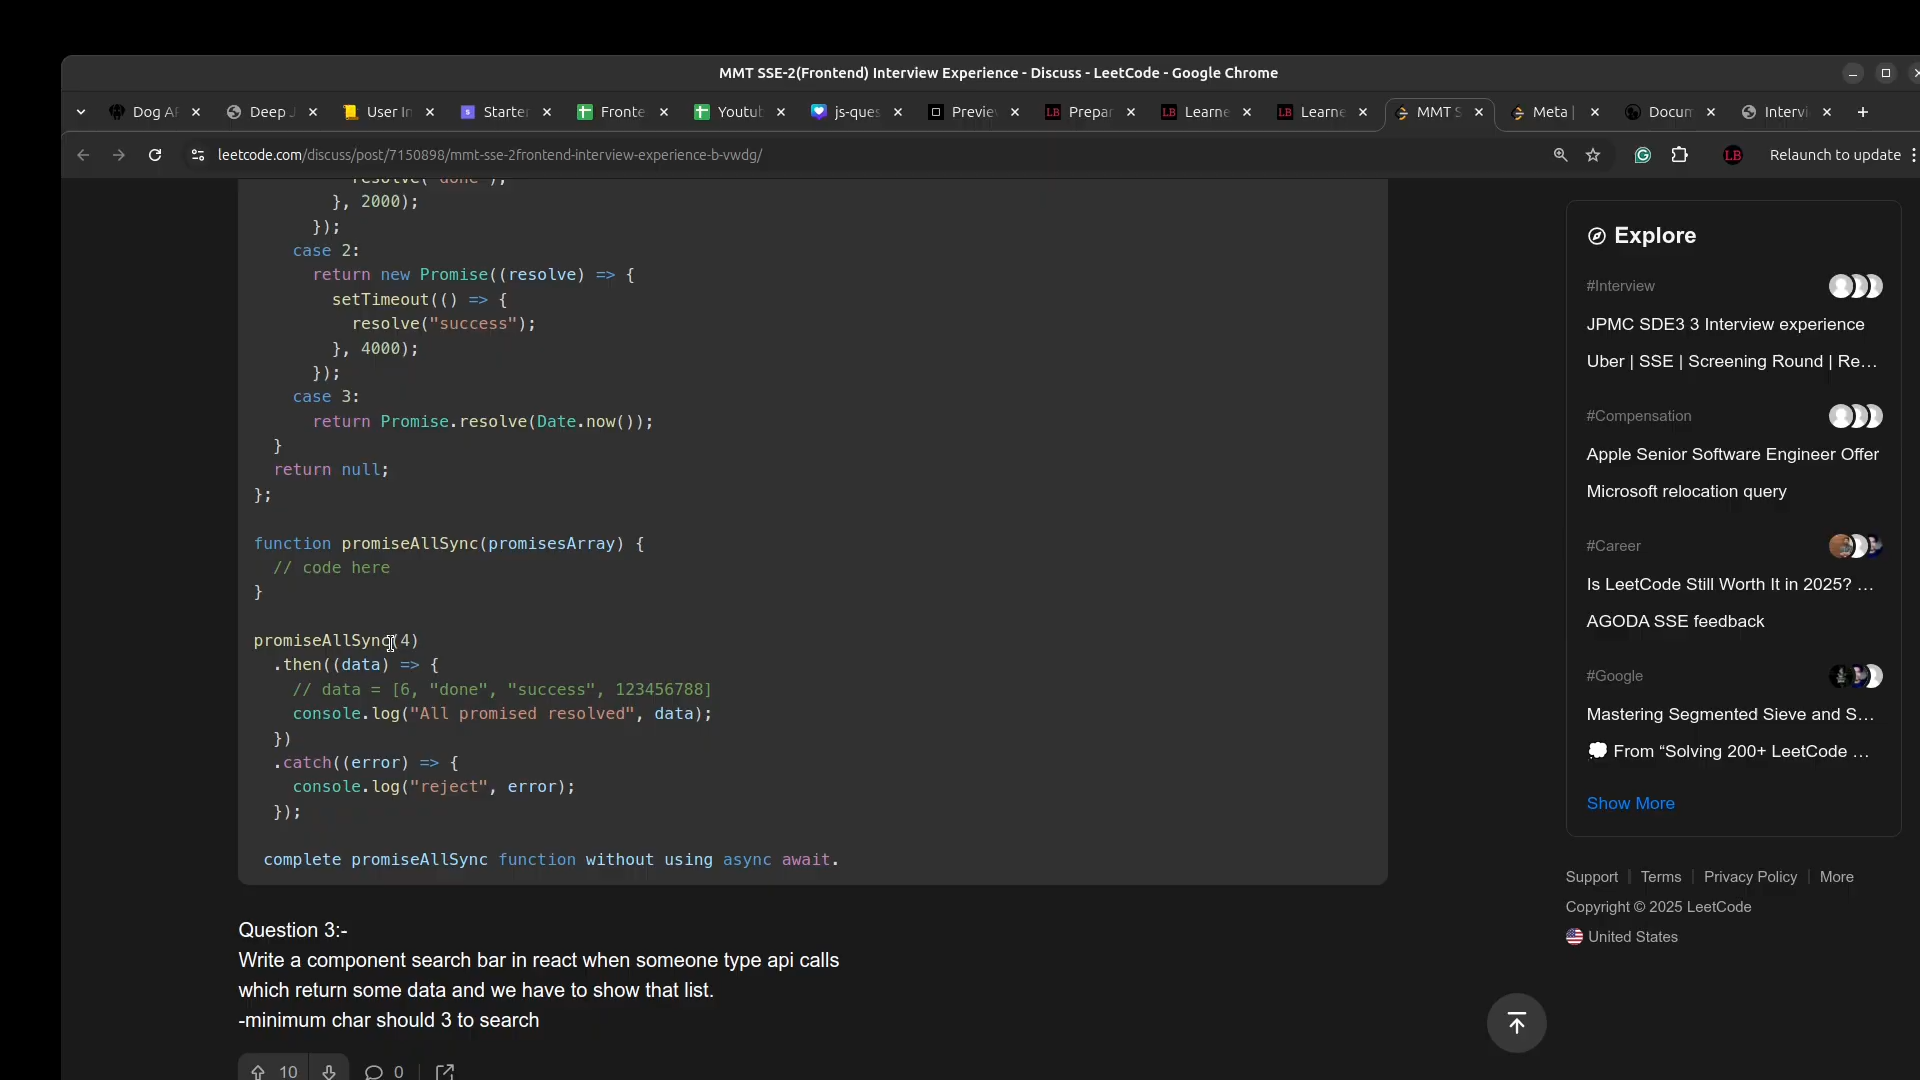 MMT SSE-2(Frontend) Interview Experience - Discuss - LeetCode - Google Chrome
Dog AP Deep J User In Starter Fronte Youtub js-ques Preview Prepar Learne Learne MMT S Meta | Docum Intervi
leetcode.com/discuss/post/7150898/mmt-sse-2frontend-interview-experience-b-vwdg/ LB Relaunch to update
resolve("done");
}, 2000);
});
case 2:
return new Promise((resolve) => {
setTimeout(() => {
resolve("success");
}, 4000);
});
case 3:
return Promise.resolve(Date.now());
}
return null;
};
function promiseAllSync(promisesArray) {
// code here
}
promiseAllSync(4)
.then((data) => {
// data = [6, "done", "success", 123456788]
console.log("All promised resolved", data);
})
.catch((error) => {
console.log("reject", error);
});
complete promiseAllSync function without using async await.
Question 3:-
Write a component search bar in react when someone type api calls
which return some data and we have to show that list.
-minimum char should 3 to search
10 0
Explore
#Interview
JPMC SDE3 3 Interview experience
Uber | SSE | Screening Round | Re…
#Compensation
Apple Senior Software Engineer Offer
Microsoft relocation query
#Career
Is LeetCode Still Worth It in 2025? …
AGODA SSE feedback
#Google
Mastering Segmented Sieve and S…
💭 From “Solving 200+ LeetCode …
Show More
Support | Terms | Privacy Policy | More
Copyright © 2025 LeetCode
United States